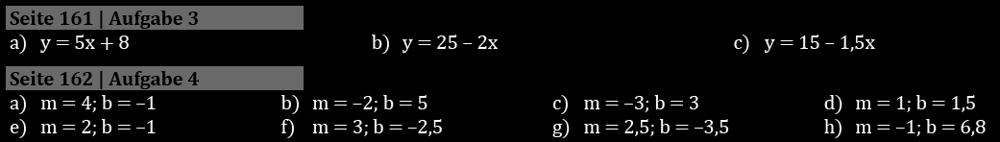 Seite 161 | Aufgabe 3
a) y = 5x + 8 b) y = 25 – 2x c) y = 15 – 1,5x
Seite 162 | Aufgabe 4
a) m = 4; b = –1 b) m = –2; b = 5 c) m = –3; b = 3 d) m = 1; b = 1,5
e) m = 2; b = –1 f) m = 3; b = –2,5 g) m = 2,5; b = –3,5 h) m = –1; b = 6,8